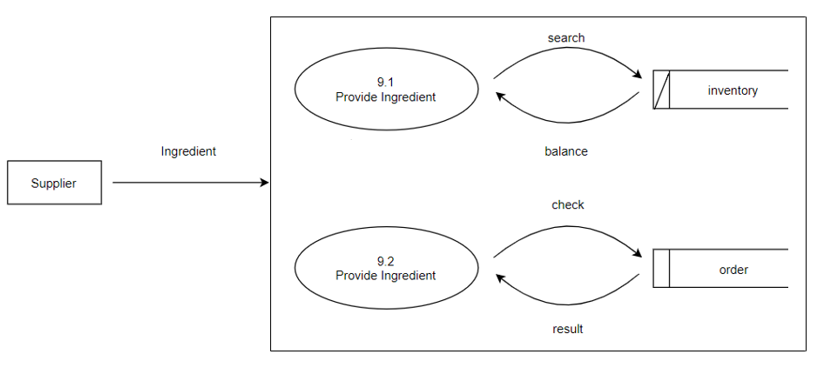 search
9.1
Provide Ingredient
inventory
Ingredient
balance
Supplier
check
9.2
Provide Ingredient
order
result